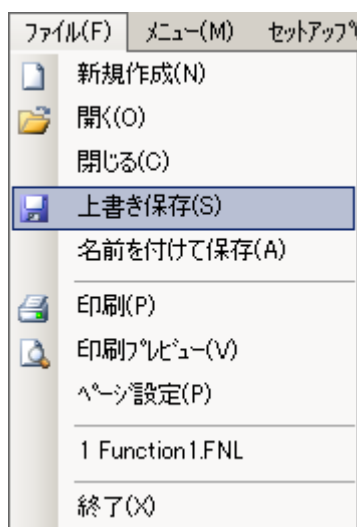 ﾌｧｲﾙ(F) ﾒﾆｭｰ(M) ｾｯﾄｱｯﾌﾟ
新規作成(N)
開く(O)
閉じる(C)
上書き保存(S)
名前を付けて保存(A)
印刷(P)
印刷ﾌﾟﾚﾋﾞｭｰ(V)
ﾍﾟｰｼﾞ設定(P)
1 Function1.FNL
終了(X)